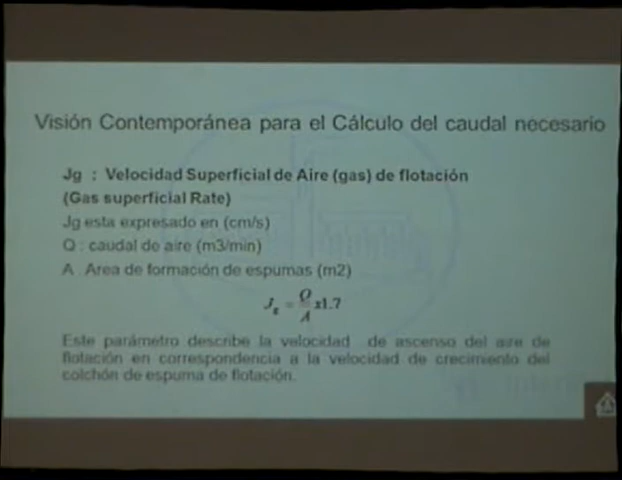 Visión Contemporánea para el Cálculo del caudal necesario
Jg : Velocidad Superficial de Aire (gas) de flotación
(Gas superficial Rate)
Jg esta expresado en (cm/s)
Q : caudal de aire (m3/min)
A Area de formación de espumas (m2)
J_g = Q/A x1.7
Este parámetro describe la velocidad de ascenso del aire de
flotación en correspondencia a la velocidad de crecimiento del
colchón de espuma de flotación.